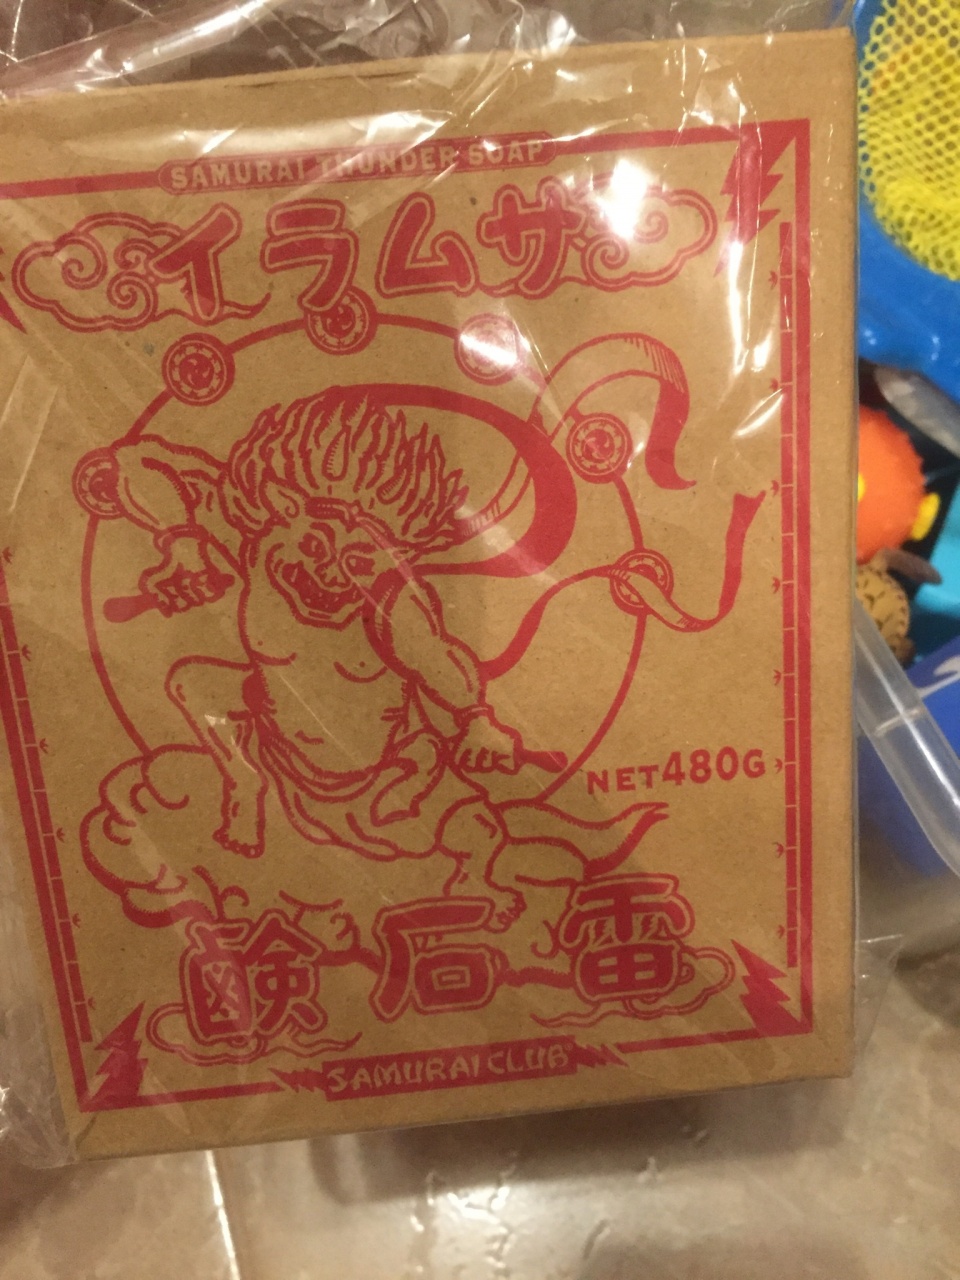 SAMURAI THUNDER SOAP
サムライ
NET480G
雷石鹸
SAMURAI CLUB